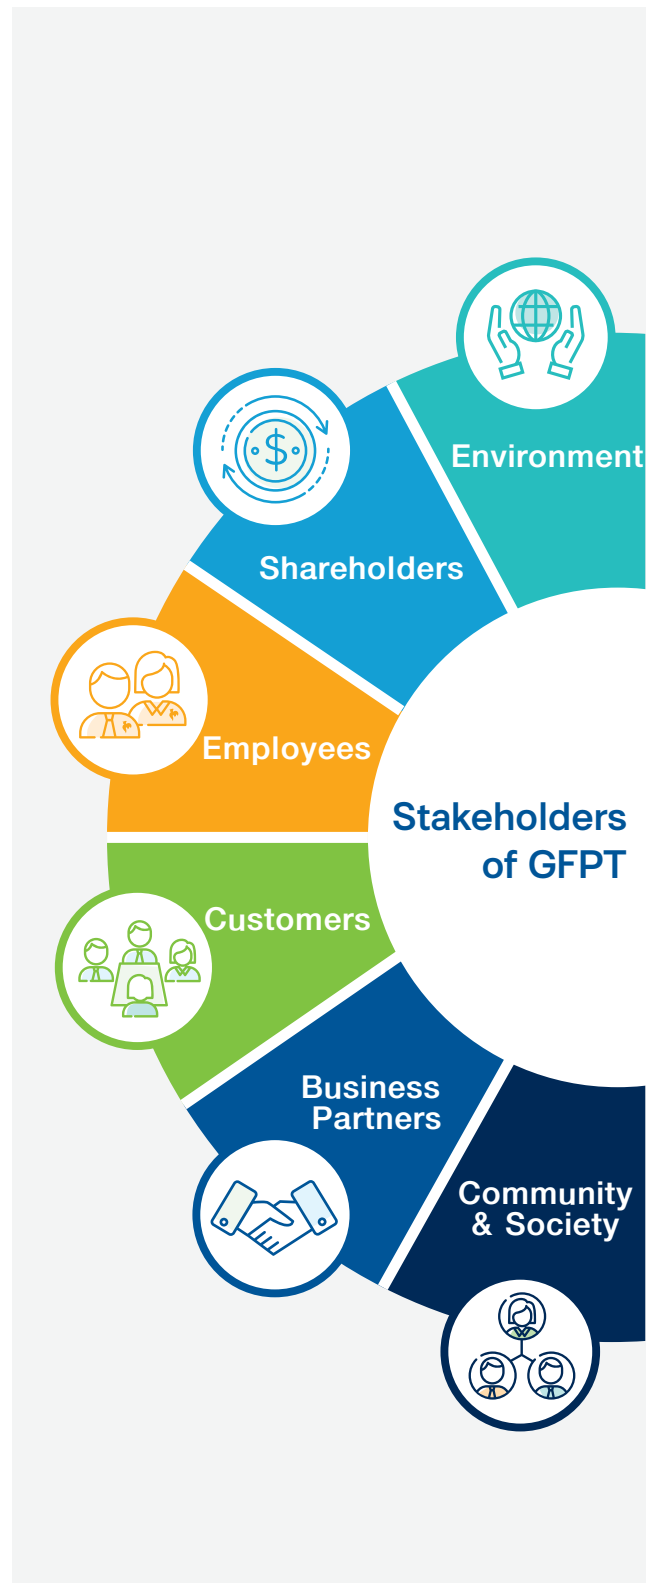 Environment
Shareholders
Employees
Stakeholders
of GFPT
Customers
Business
Partners
Community
& Society